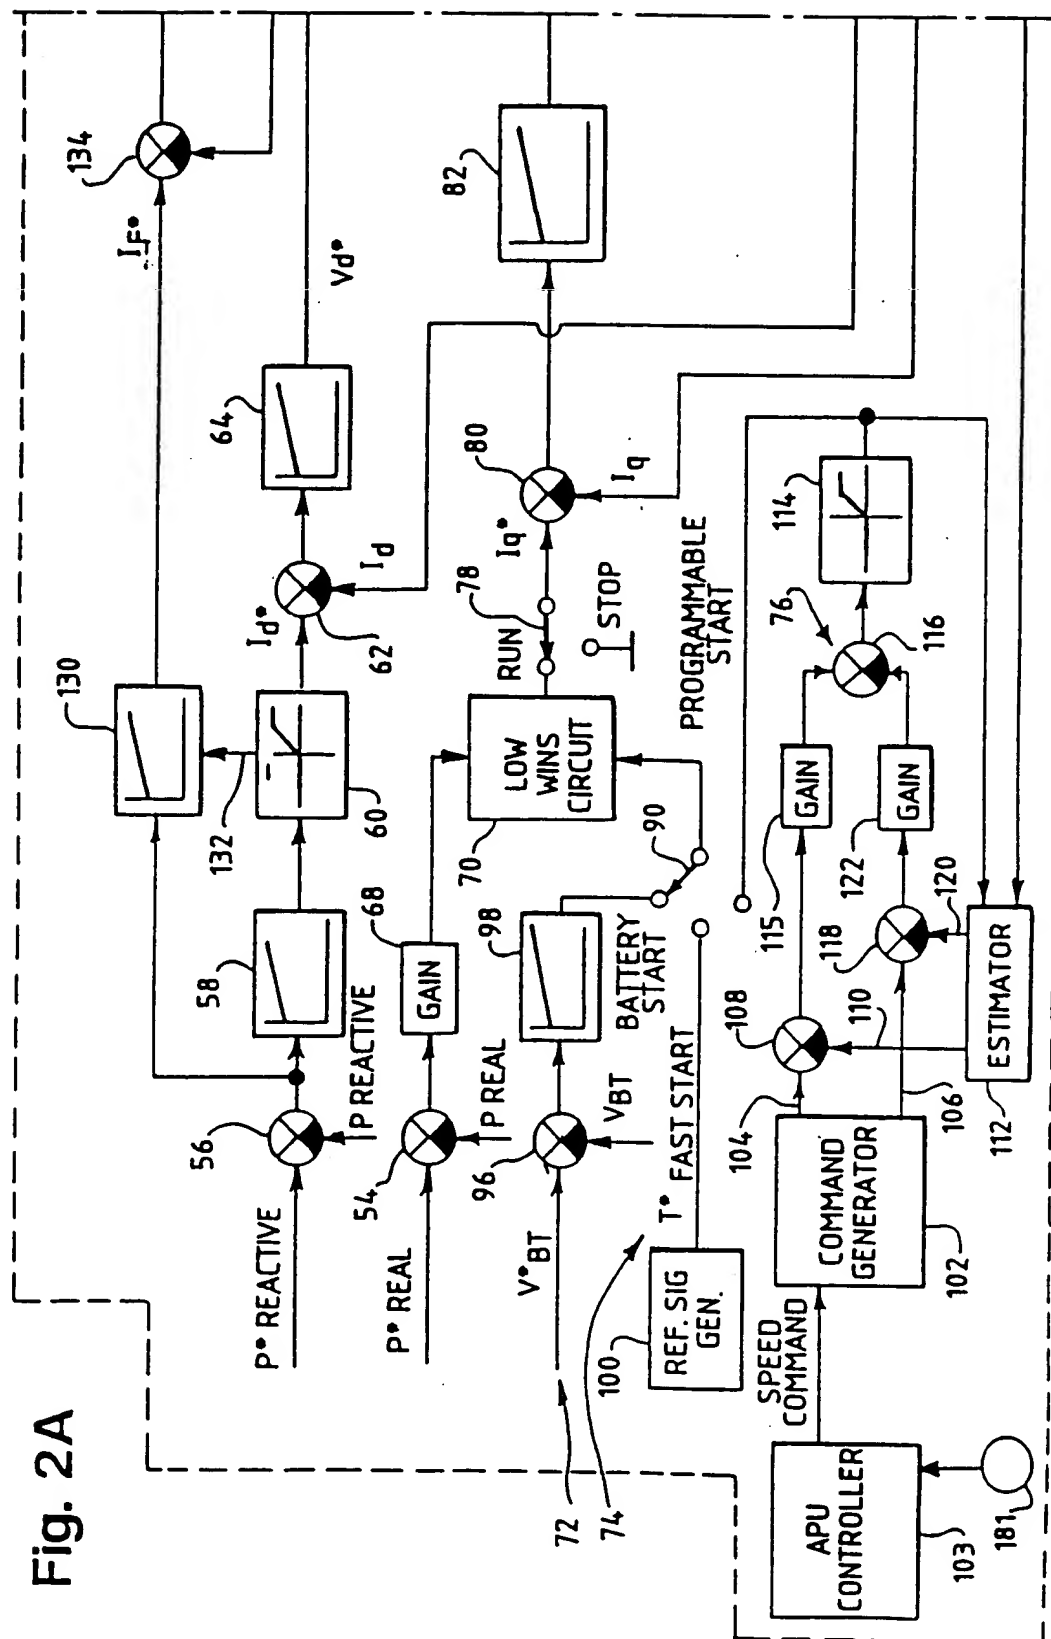 Fig. 2A
134
IF*
Vd*
130
132
64
Id*
Id
62
60
58
56
P* REACTIVE
P REACTIVE
82
80
Iq*
Iq
78
RUN
STOP
LOW
WINS
CIRCUIT
70
68
GAIN
54
P* REAL
P REAL
98
96
V*BT
VBT
72
74
BATTERY
START
90
PROGRAMMABLE
START
FAST START
T*
REF. SIG
GEN.
100
114
76
116
GAIN
115
GAIN
122
118
120
108
110
104
106
ESTIMATOR
112
COMMAND
GENERATOR
102
SPEED
COMMAND
APU
CONTROLLER
103
181